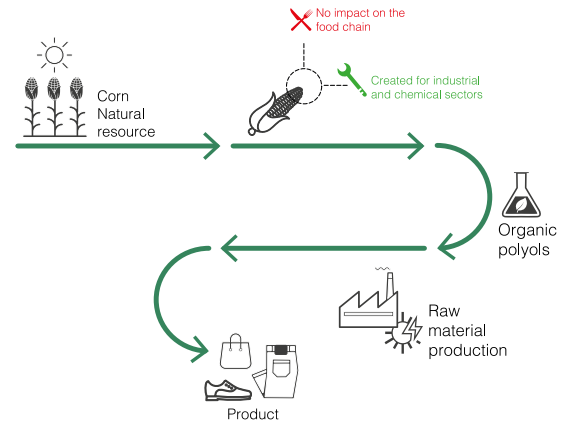 No impact on the
food chain
Corn
Natural
resource
Created for industrial
and chemical sectors
Organic
polyols
Raw
material
production
Product